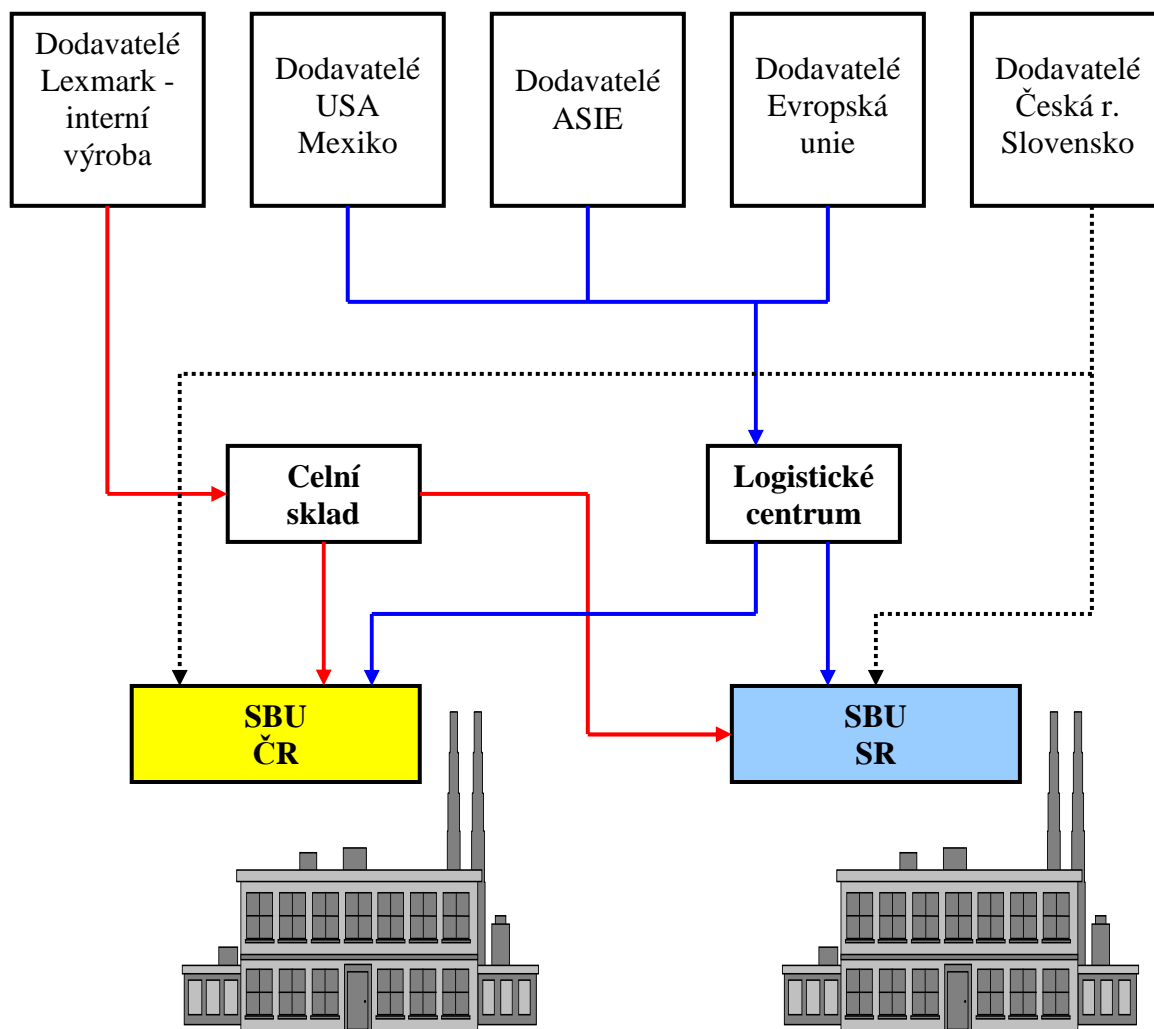 Dodavatelé
Lexmark -
interní
výroba
Dodavatelé
USA
Mexiko
Dodavatelé
ASIE
Dodavatelé
Evropská
unie
Dodavatelé
Česká r.
Slovensko
Celní
sklad
Logistické
centrum
SBU
ČR
SBU
SR